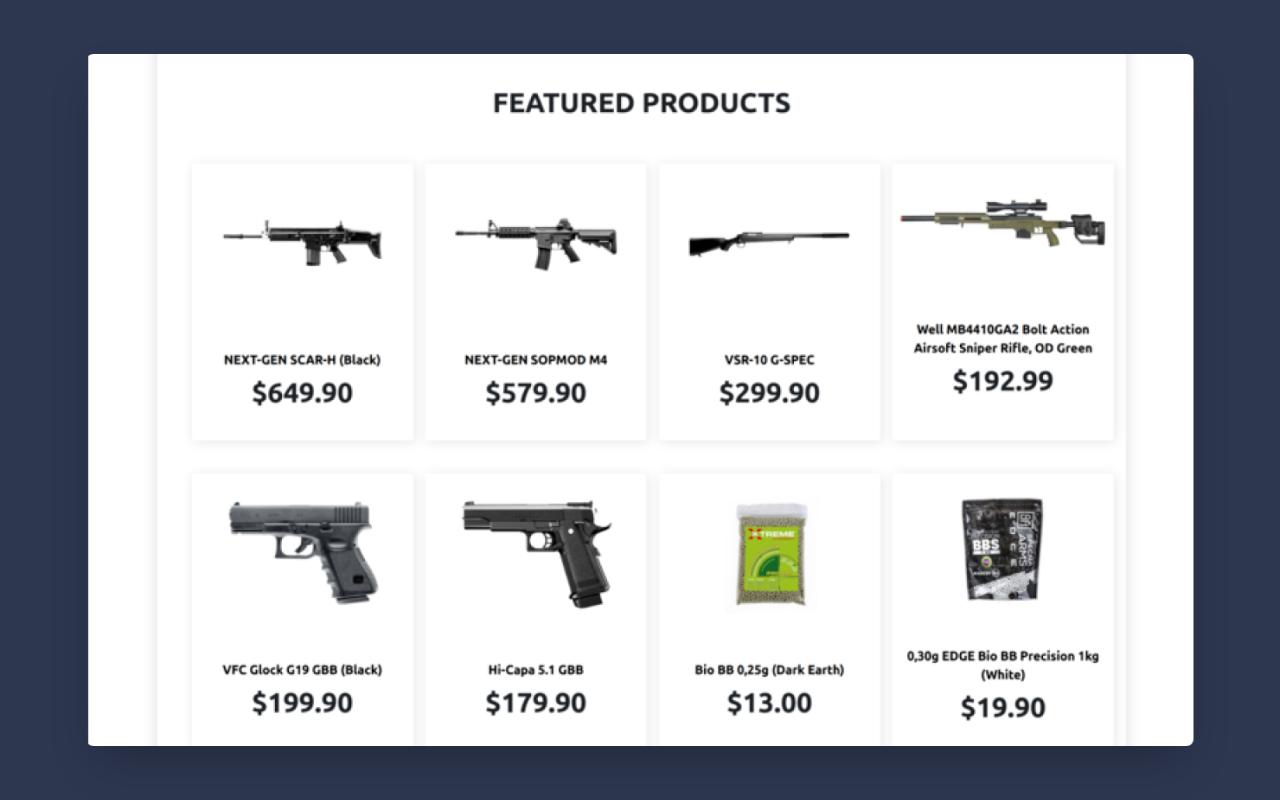 FEATURED PRODUCTS
NEXT-GEN SCAR-H (Black)
$649.90
NEXT-GEN SOPMOD M4
$579.90
VSR-10 G-SPEC
$299.90
Well MB4410GA2 Bolt Action
Airsoft Sniper Rifle, OD Green
$192.99
VFC Glock G19 GBB (Black)
$199.90
Hi-Capa 5.1 GBB
$179.90
XTREME
Bio BB 0,25g (Dark Earth)
$13.00
BBS
EDGE
ARMS
0,30g EDGE Bio BB Precision 1kg
(White)
$19.90